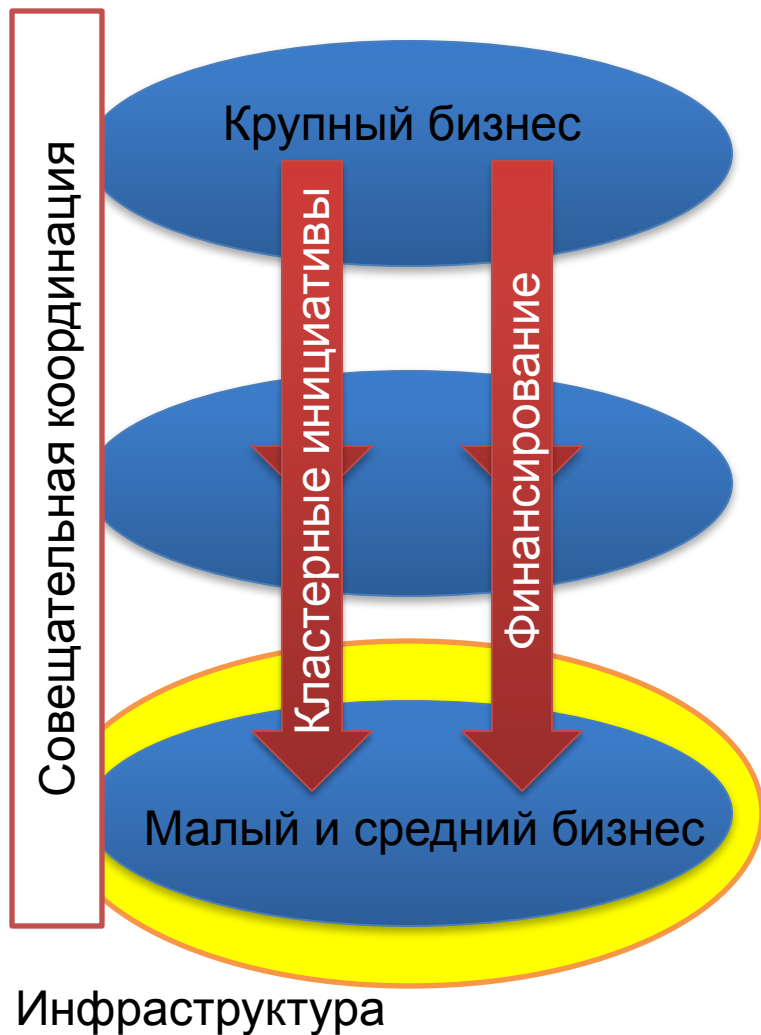 Совещательная координация
Крупный бизнес
Кластерные инициативы
Финансирование
Малый и средний бизнес
Инфраструктура